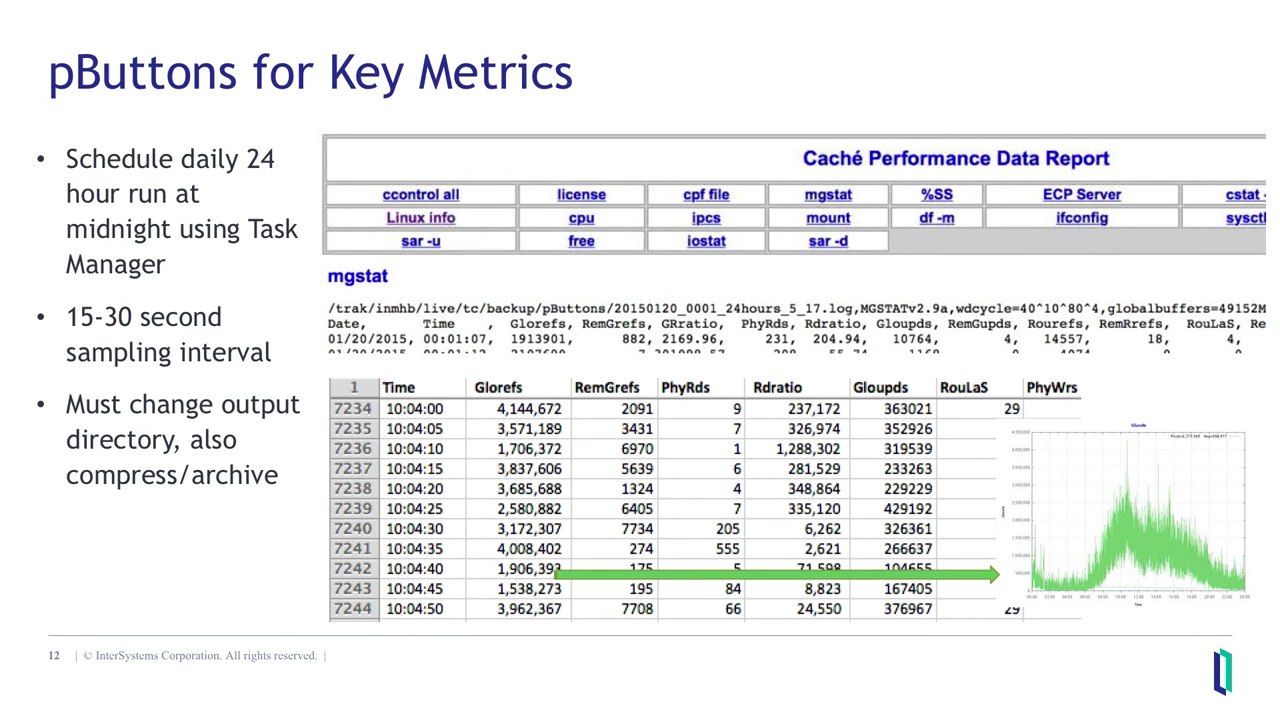 pButtons for Key Metrics
• Schedule daily 24
hour run at
midnight using Task
Manager
• 15-30 second
sampling interval
• Must change output
directory, also
compress/archive
Caché Performance Data Report
ccontrol all license cpf file mgstat %SS ECP Server cstat -
Linux info cpu ipcs mount df -m ifconfig sysctl
sar -u free iostat sar -d
mgstat
/trak/inmhb/live/tc/backup/pButtons/20150120_0001_24hours_5_17.log,MGSTATv2.9a,wdcycle=40^10^80^4,globalbuffers=49152M
Date, Time , Glorefs, RemGrefs, GRratio, PhyRds, Rdratio, Gloupds, RemGupds, Rourefs, RemRrefs, RouLaS, Re
01/20/2015, 00:01:07, 1913901, 882, 2169.96, 231, 204.94, 10764, 4, 14557, 18, 4,
1 Time Glorefs RemGrefs PhyRds Rdratio Gloupds RouLaS PhyWrs
7234 10:04:00 4,144,672 2091 9 237,172 363021 29
7235 10:04:05 3,571,189 3431 7 326,974 352926
7236 10:04:10 1,706,372 6970 1 1,288,302 319539
7237 10:04:15 3,837,606 5639 6 281,529 233263
7238 10:04:20 3,685,688 1324 4 348,864 229229
7239 10:04:25 2,580,882 6405 7 335,120 429192
7240 10:04:30 3,172,307 7734 205 6,262 326361
7241 10:04:35 4,008,402 274 555 2,621 266637
7242 10:04:40 1,906,393 175 5 71,598 104655
7243 10:04:45 1,538,273 195 84 8,823 167405
7244 10:04:50 3,962,367 7708 66 24,550 376967 29
Glorefs
Time
12 | © InterSystems Corporation. All rights reserved. |